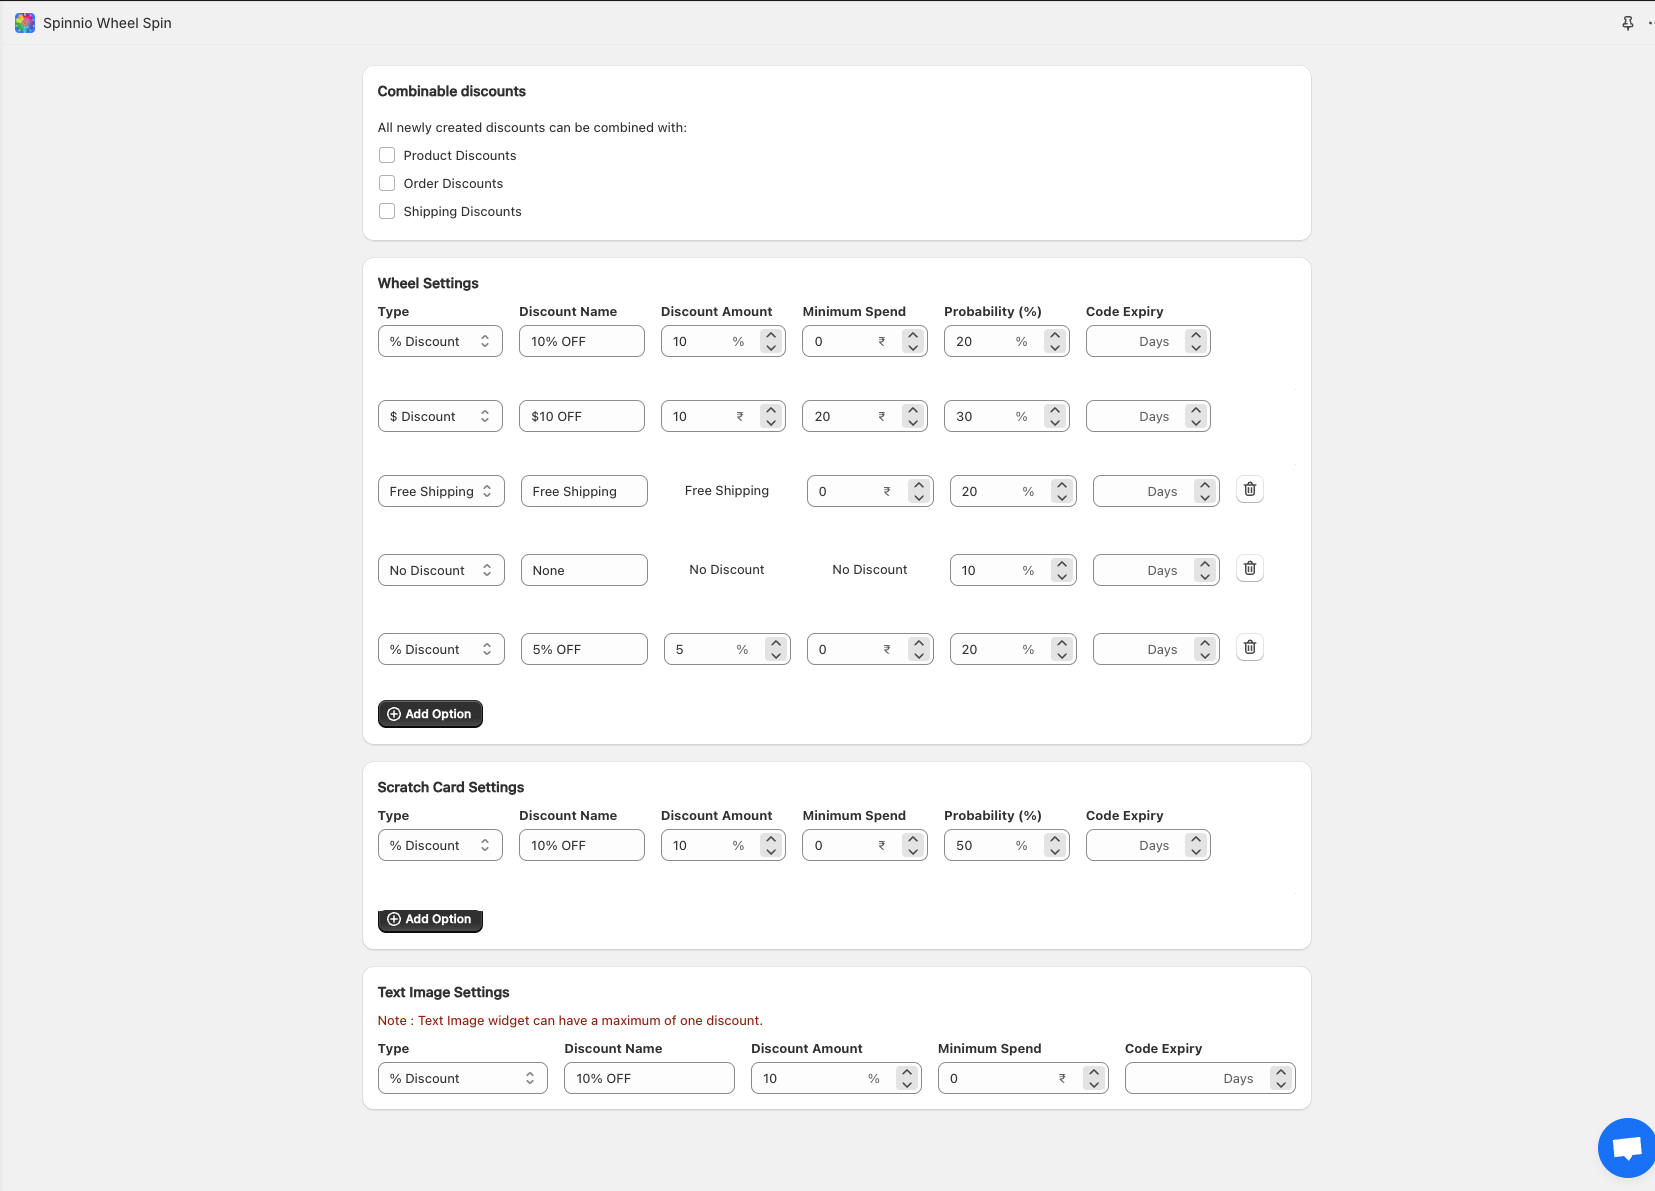 Spinnio Wheel Spin
Combinable discounts
All newly created discounts can be combined with:
Product Discounts
Order Discounts
Shipping Discounts
Wheel Settings
Type Discount Name Discount Amount Minimum Spend Probability (%) Code Expiry
% Discount 10% OFF 10 % 0 ₹ 20 % Days
$ Discount $10 OFF 10 ₹ 20 ₹ 30 % Days
Free Shipping Free Shipping Free Shipping 0 ₹ 20 % Days
No Discount None No Discount No Discount 10 % Days
% Discount 5% OFF 5 % 0 ₹ 20 % Days
Add Option
Scratch Card Settings
Type Discount Name Discount Amount Minimum Spend Probability (%) Code Expiry
% Discount 10% OFF 10 % 0 ₹ 50 % Days
Add Option
Text Image Settings
Note : Text Image widget can have a maximum of one discount.
Type Discount Name Discount Amount Minimum Spend Code Expiry
% Discount 10% OFF 10 % 0 ₹ Days